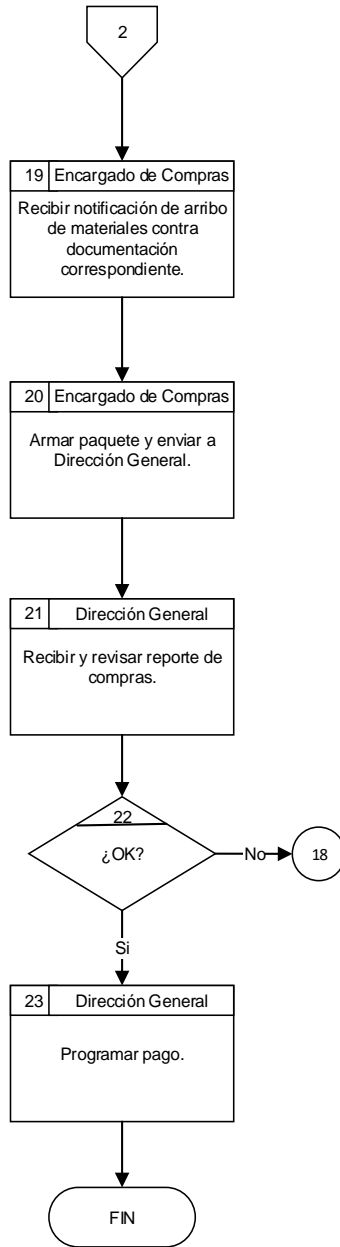 2
19 Encargado de Compras
Recibir notificación de arribo
de materiales contra
documentación
correspondiente.
20 Encargado de Compras
Armar paquete y enviar a
Dirección General.
21 Dirección General
Recibir y revisar reporte de
compras.
22
¿OK?
No
18
Si
23 Dirección General
Programar pago.
FIN